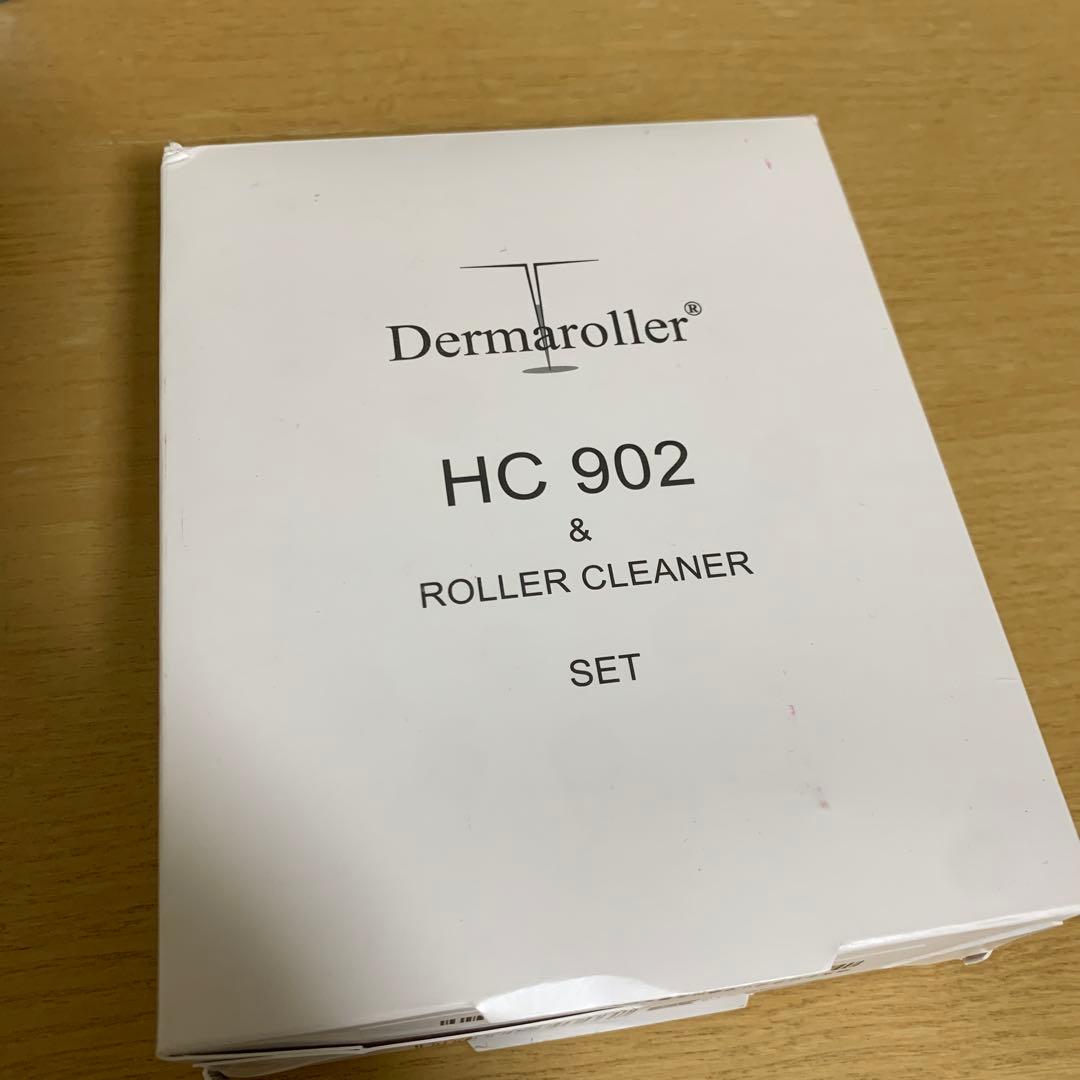 Dermaroller®
HC 902
&
ROLLER CLEANER
SET